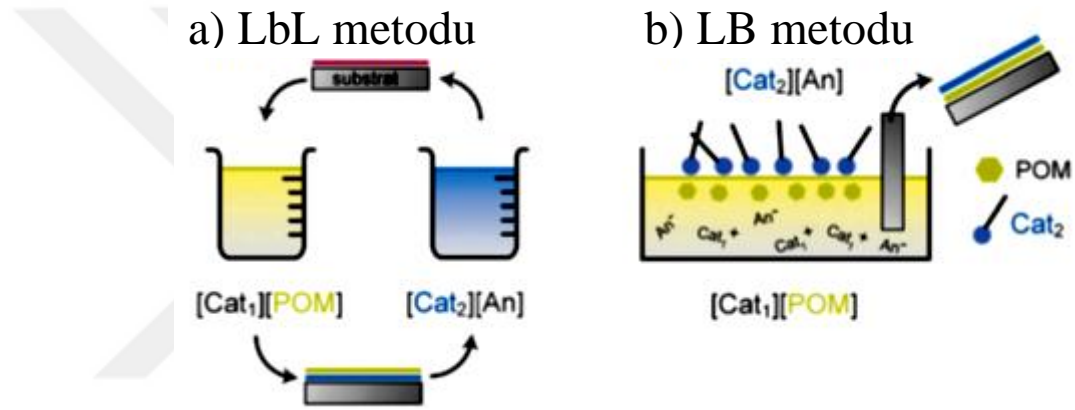 a) LbL metodu
b) LB metodu
substrat
[Cat₁][POM]
[Cat₂][An]
[Cat₂][An]
POM
Cat₂
An⁻
Cat₁⁺
An⁻
Cat₁⁺
Cat₁⁺
An⁻
[Cat₁][POM]